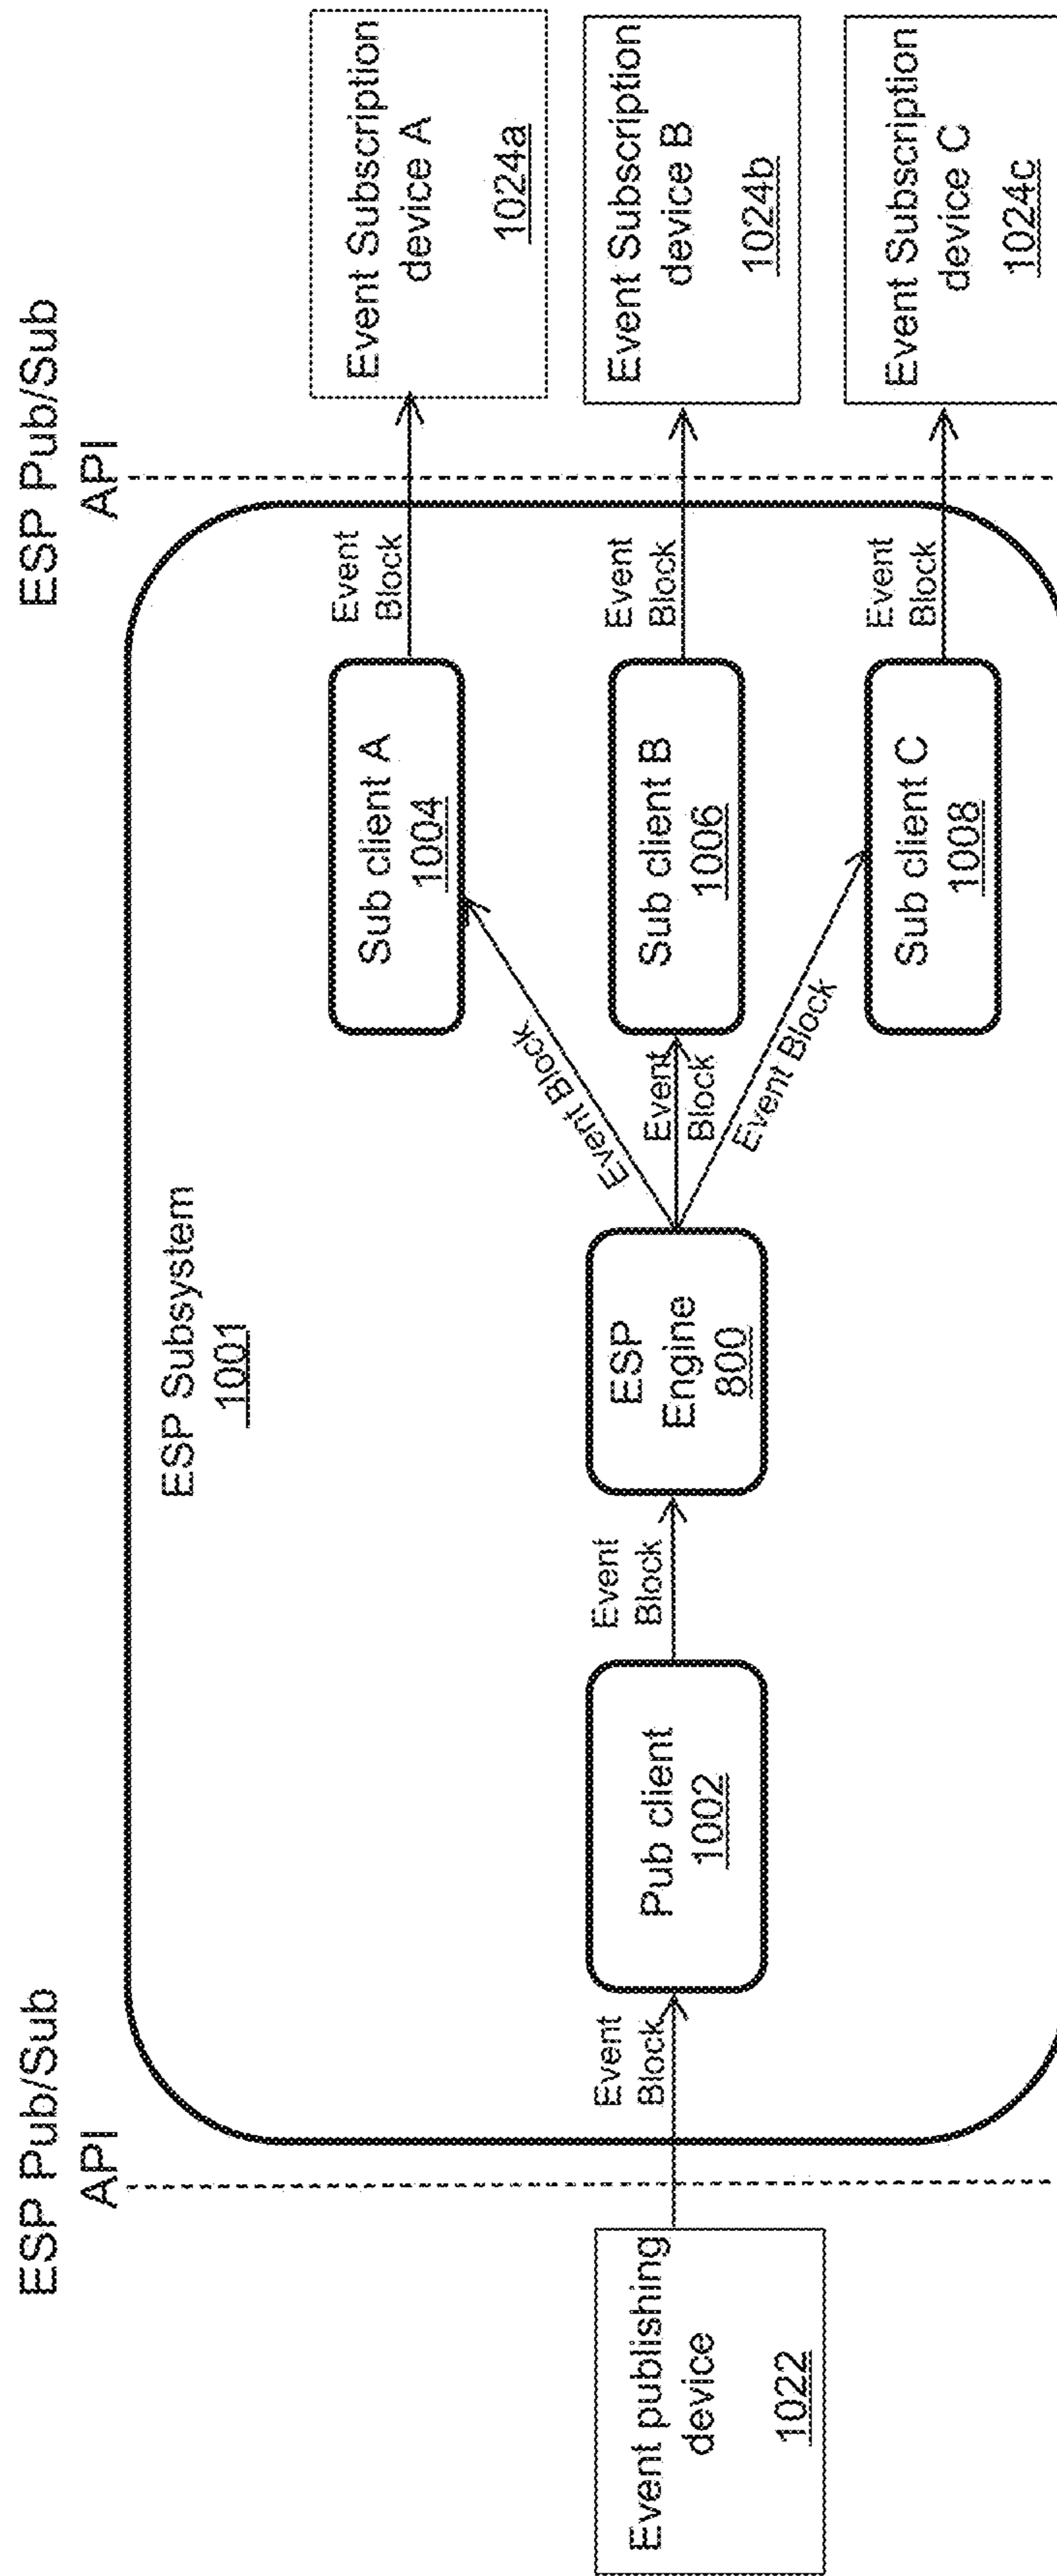 ESP Pub/Sub
API
ESP Pub/Sub
API
ESP Subsystem
1001
Event publishing
device
1022
Event
Block
Pub client
1002
Event
Block
ESP
Engine
800
Event Block
Event
Block
Event Block
Sub client A
1004
Sub client B
1006
Sub client C
1008
Event
Block
Event
Block
Event
Block
Event Subscription
device A
1024a
Event Subscription
device B
1024b
Event Subscription
device C
1024c